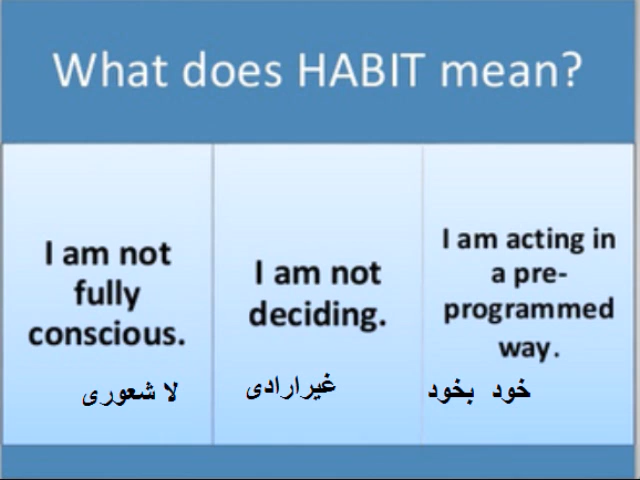 What does HABIT mean?
I am not
fully
conscious.
لا شعوری
I am not
deciding.
غیرارادی
I am acting in
a pre-
programmed
way.
خود بخود